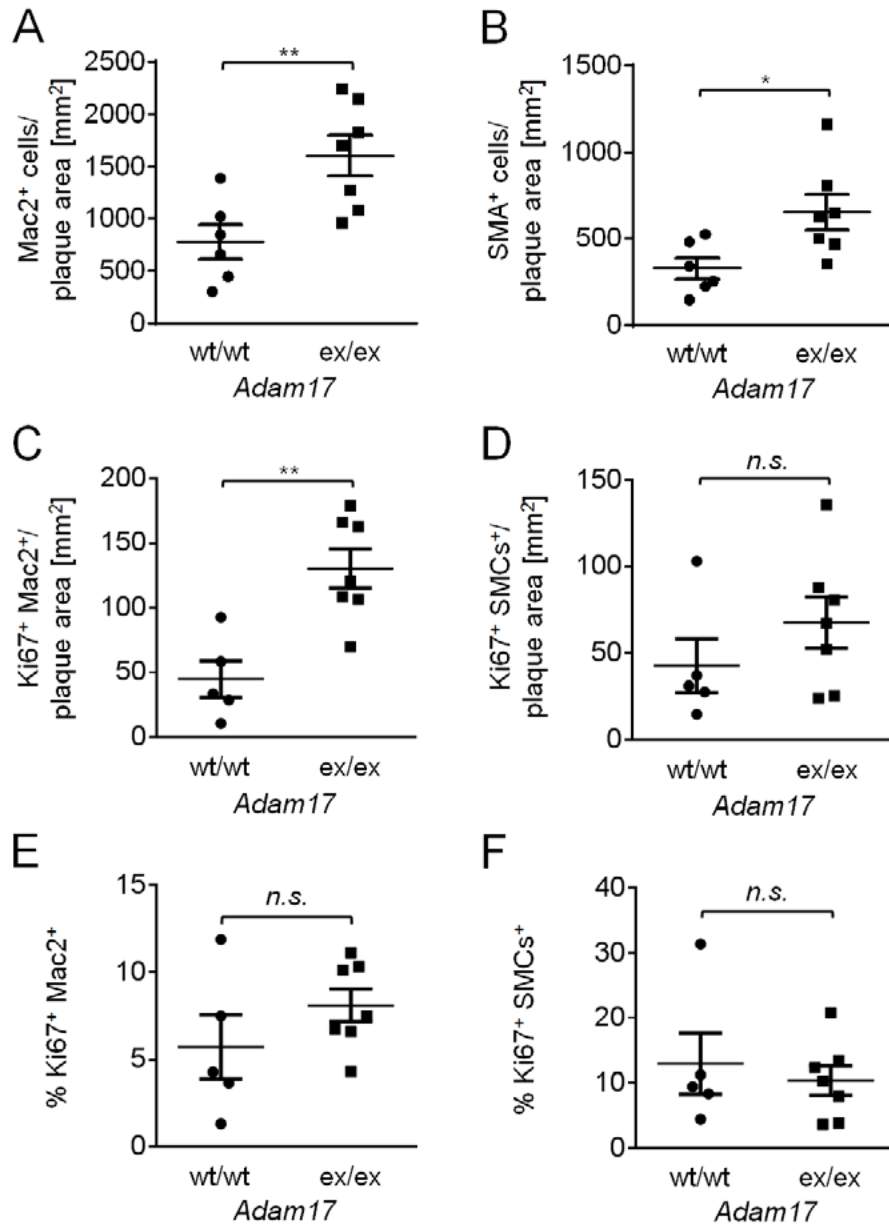 A
Mac2⁺ cells/
plaque area [mm²]
2500
2000
1500
1000
500
0
**
wt/wt ex/ex
Adam17
B
SMA⁺ cells/
plaque area [mm²]
1500
1000
500
0
*
wt/wt ex/ex
Adam17
C
Ki67⁺ Mac2⁺/
plaque area [mm²]
200
150
100
50
0
**
wt/wt ex/ex
Adam17
D
Ki67⁺ SMCs⁺/
plaque area [mm²]
150
100
50
0
n.s.
wt/wt ex/ex
Adam17
E
% Ki67⁺ Mac2⁺
15
10
5
0
n.s.
wt/wt ex/ex
Adam17
F
% Ki67⁺ SMCs⁺
40
30
20
10
0
n.s.
wt/wt ex/ex
Adam17